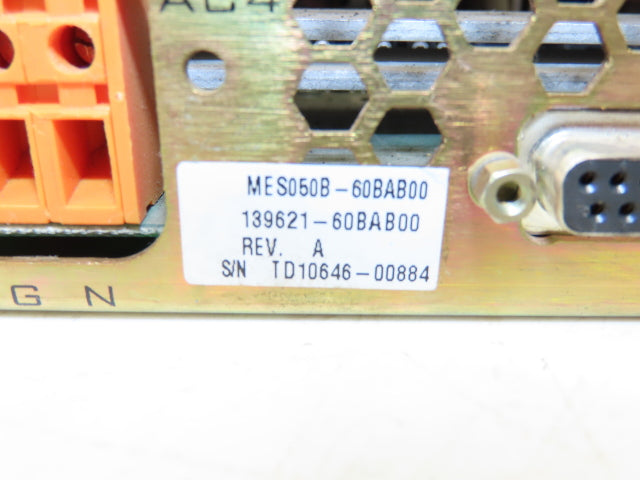 AC4
MES050B-60BAB00
139621-60BAB00
REV. A
S/N TD10646-00884
G N